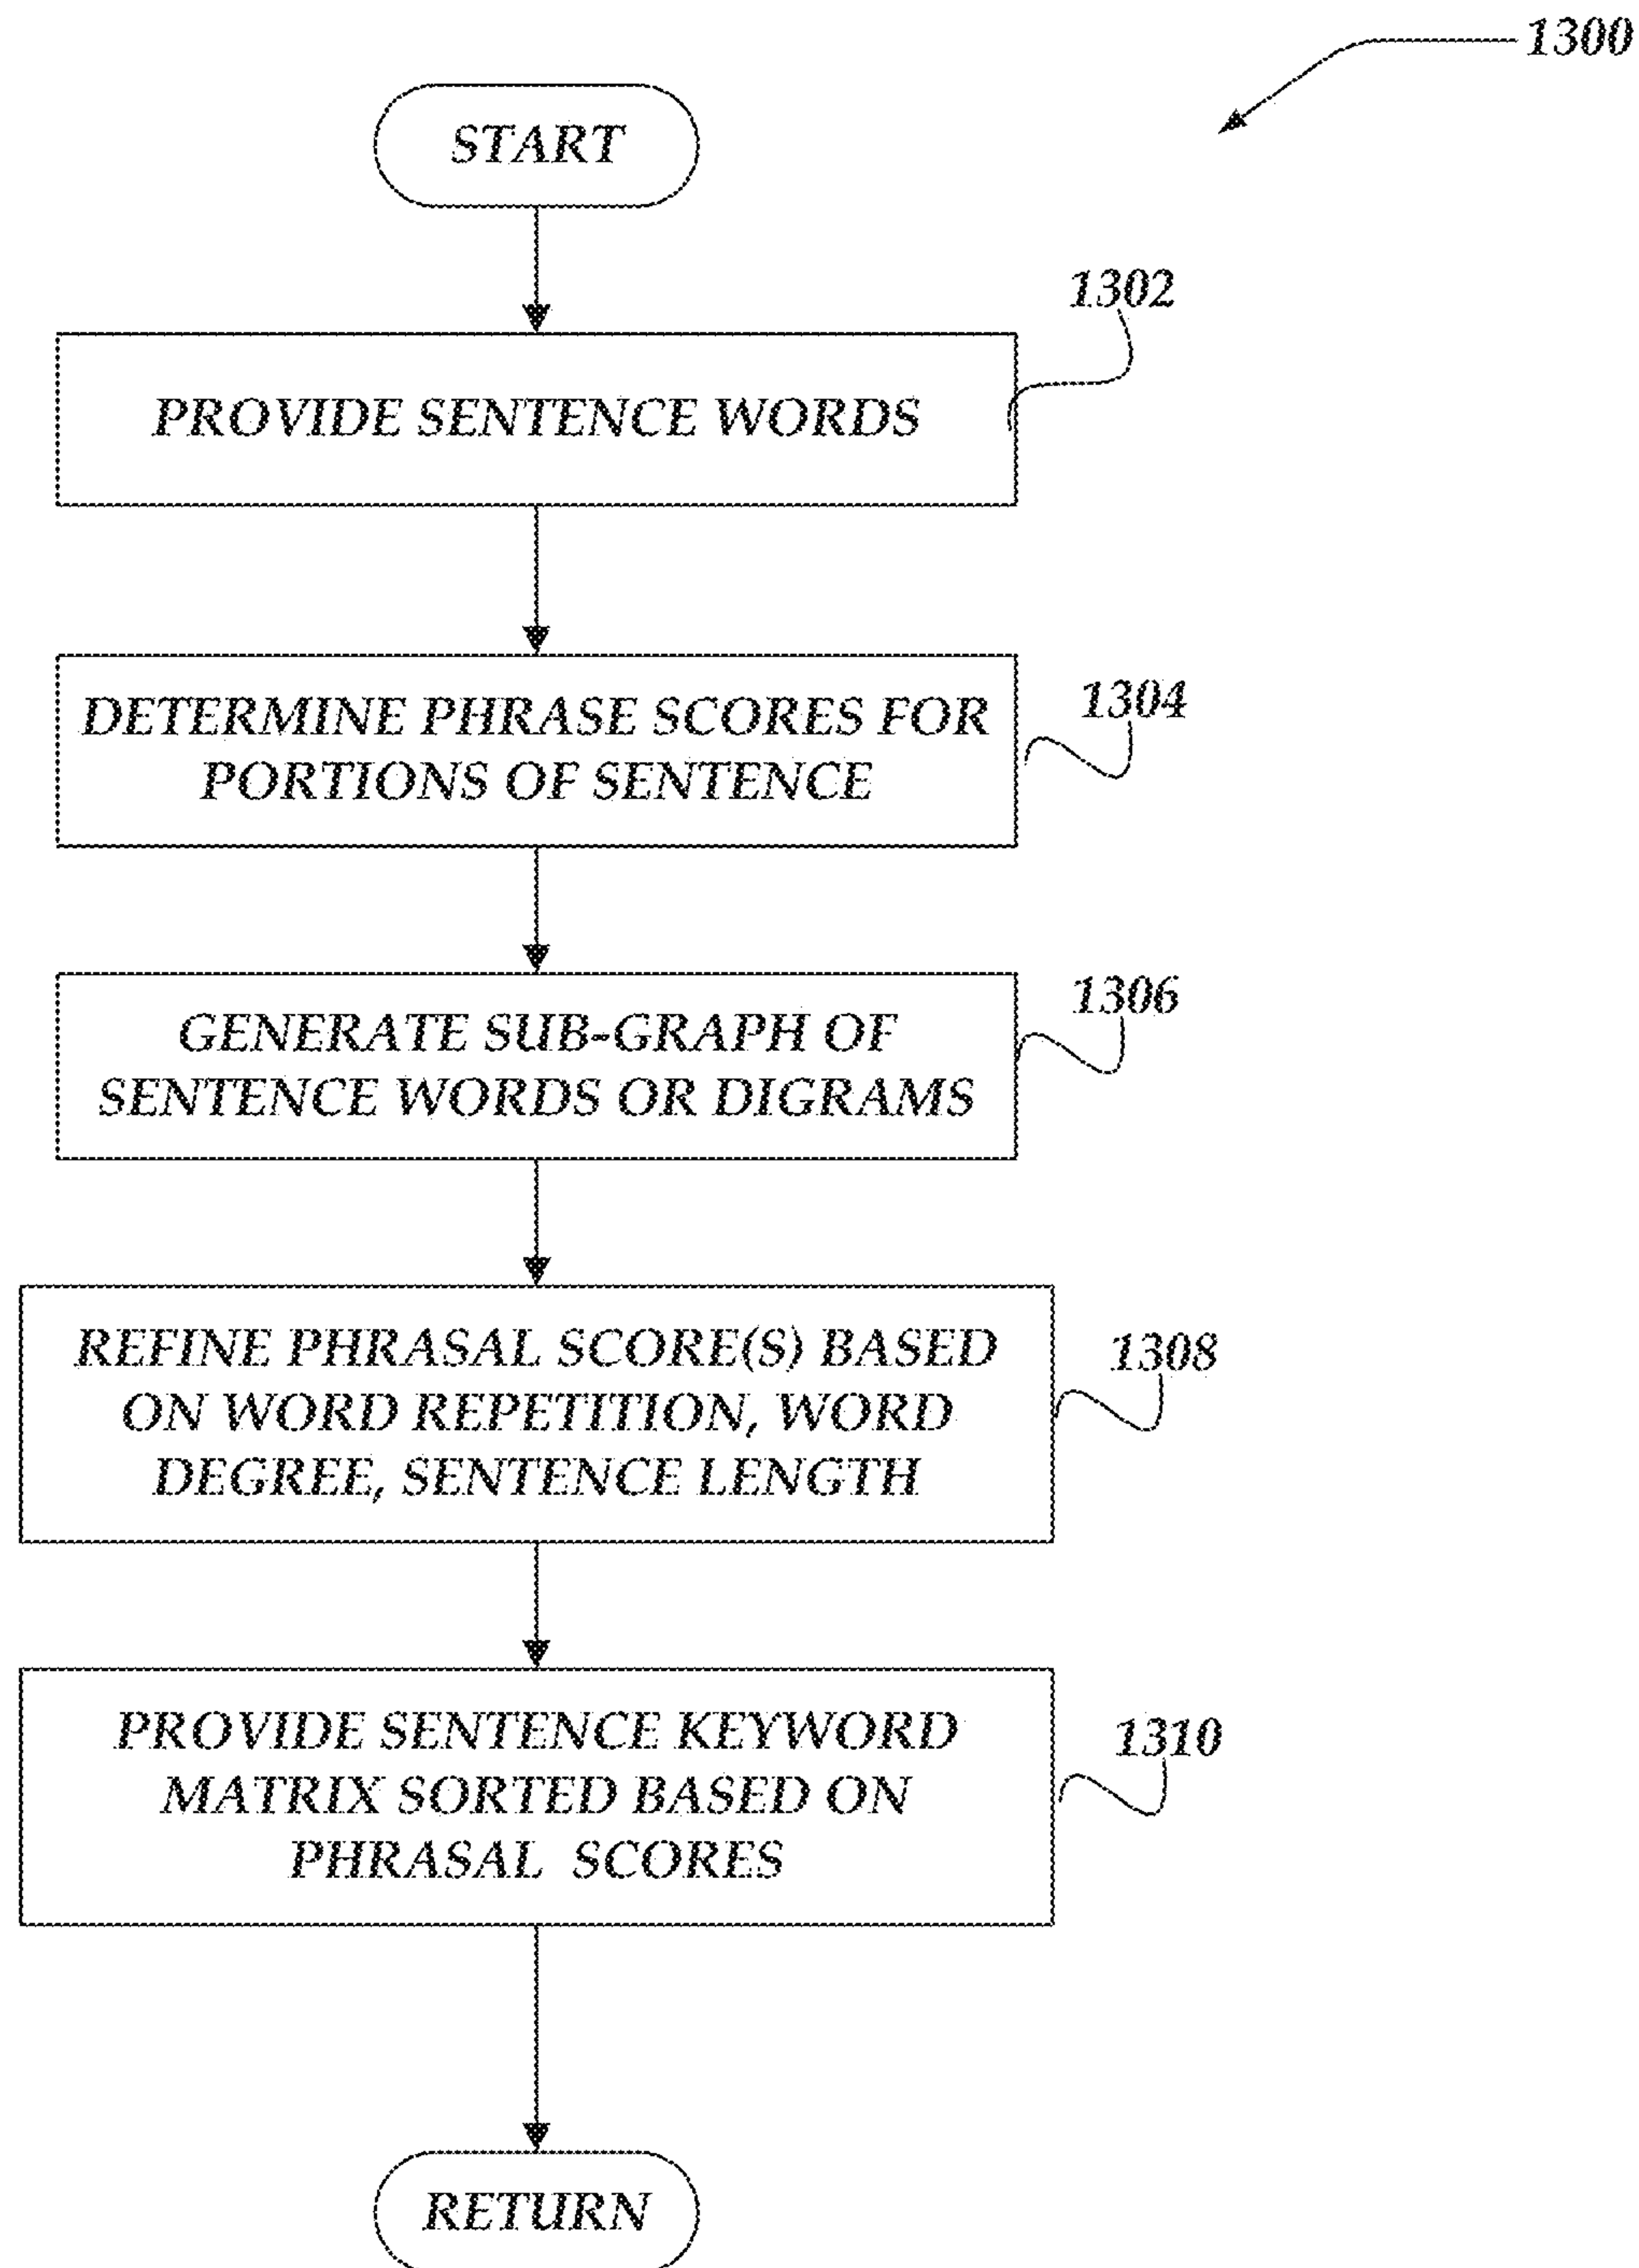 1300
START
1302
PROVIDE SENTENCE WORDS
1304
DETERMINE PHRASE SCORES FOR
PORTIONS OF SENTENCE
1306
GENERATE SUB-GRAPH OF
SENTENCE WORDS OR DIGRAMS
1308
REFINE PHRASAL SCORE(S) BASED
ON WORD REPETITION, WORD
DEGREE, SENTENCE LENGTH
1310
PROVIDE SENTENCE KEYWORD
MATRIX SORTED BASED ON
PHRASAL SCORES
RETURN